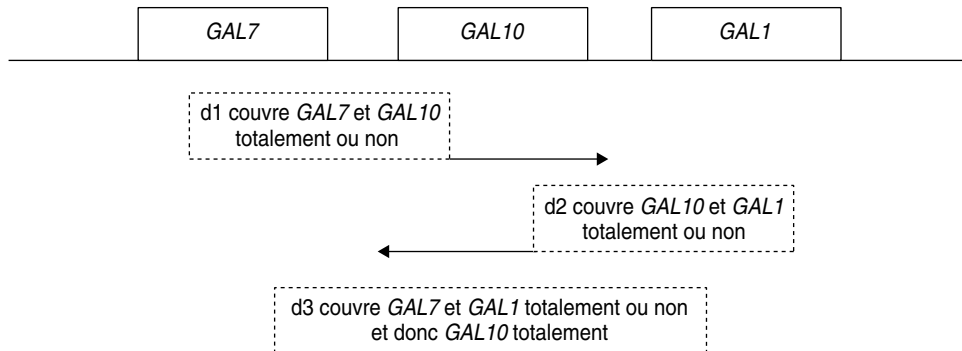 GAL7 GAL10 GAL1
d1 couvre GAL7 et GAL10
totalement ou non
d2 couvre GAL10 et GAL1
totalement ou non
d3 couvre GAL7 et GAL1 totalement ou non
et donc GAL10 totalement